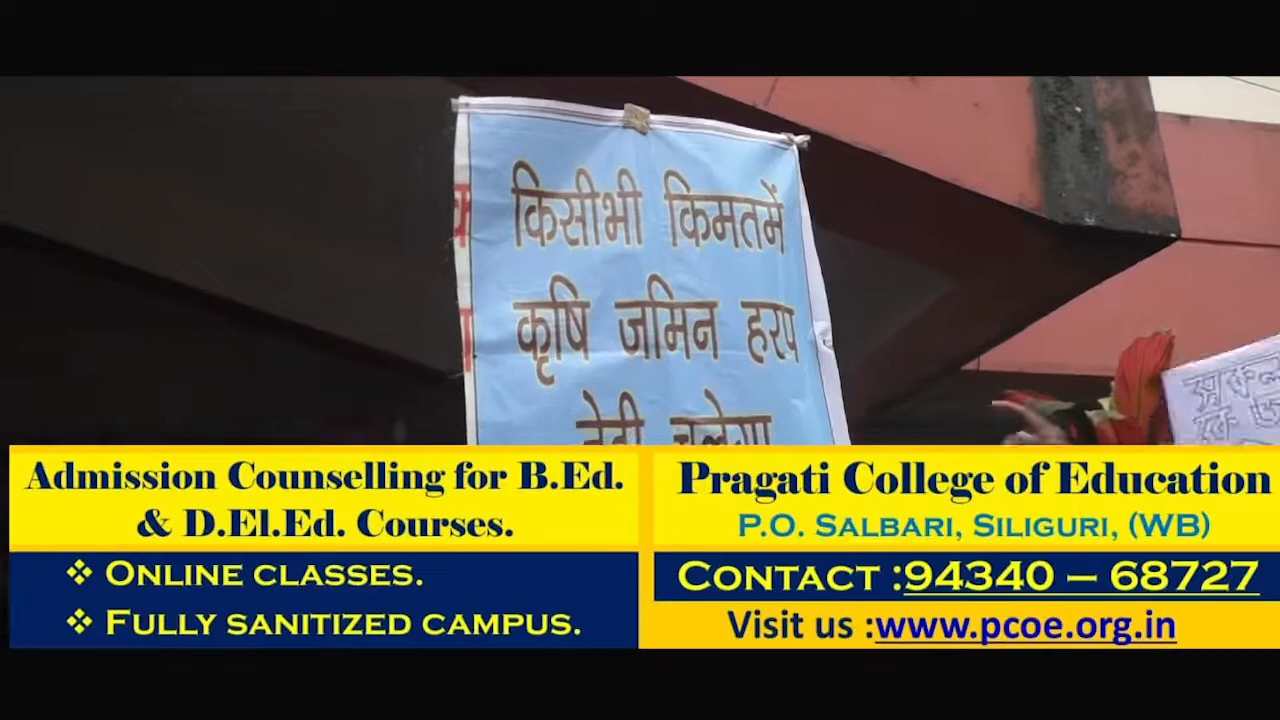 किसीभी किमतमें
कृषि जमिन हरप
Admission Counselling for B.Ed.
& D.El.Ed. Courses.
❖ ONLINE CLASSES.
❖ FULLY SANITIZED CAMPUS.
Pragati College of Education
P.O. SALBARI, SILIGURI, (WB)
CONTACT :94340 – 68727
Visit us :www.pcoe.org.in